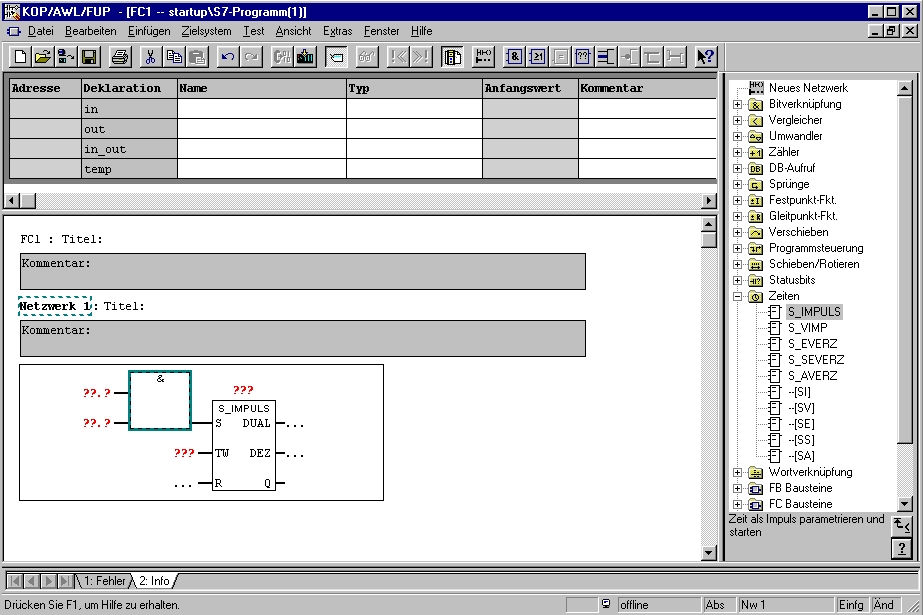 KOP/AWL/FUP - [FC1 -- startup\S7-Programm(1)]
Datei Bearbeiten Einfügen Zielsystem Test Ansicht Extras Fenster Hilfe
Adresse Deklaration Name Typ Anfangswert Kommentar
in
out
in_out
temp
FC1 : Titel:
Kommentar:
Netzwerk 1: Titel:
Kommentar:
&
??.?
???
S_IMPULS
??.? S DUAL ...
??? TW DEZ ...
... R Q
Neues Netzwerk
Bitverknüpfung
Vergleicher
Umwandler
Zähler
DB-Aufruf
Sprünge
Festpunkt-Fkt.
Gleitpunkt-Fkt.
Verschieben
Programmsteuerung
Schieben/Rotieren
Statusbits
Zeiten
S_IMPULS
S_VIMP
S_EVERZ
S_SEVERZ
S_AVERZ
--[SI]
--[SV]
--[SE]
--[SS]
--[SA]
Wortverknüpfung
FB Bausteine
FC Bausteine
Zeit als Impuls parametrieren und
starten
1: Fehler 2: Info
Drücken Sie F1, um Hilfe zu erhalten. offline Abs Nw 1 Einfg Änd